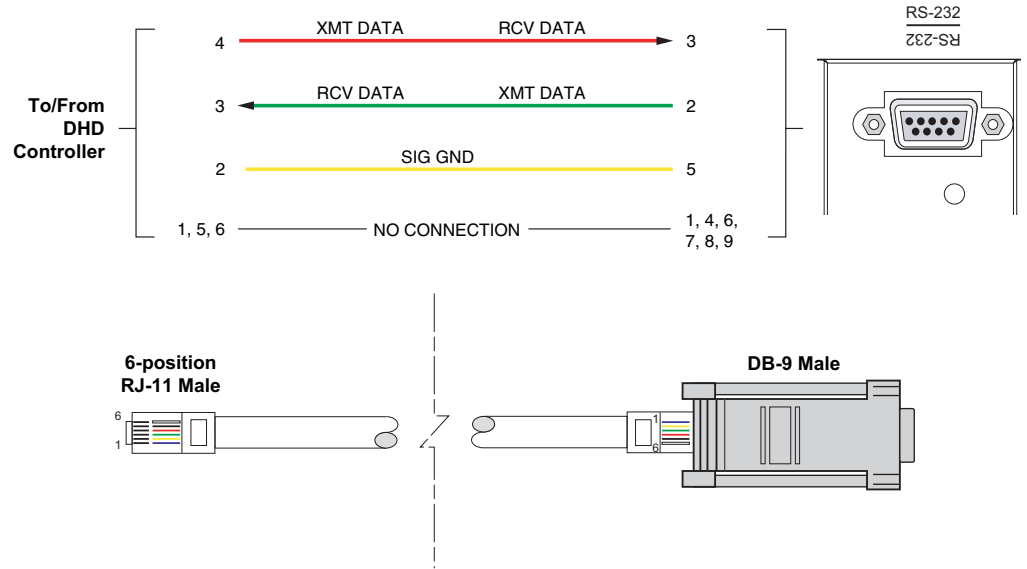 RS-232
RS-232
4 XMT DATA RCV DATA 3
To/From
DHD
Controller
3 RCV DATA XMT DATA 2
2 SIG GND 5
1, 5, 6 NO CONNECTION 1, 4, 6,
7, 8, 9
6-position
RJ-11 Male
DB-9 Male
6
1
1
6